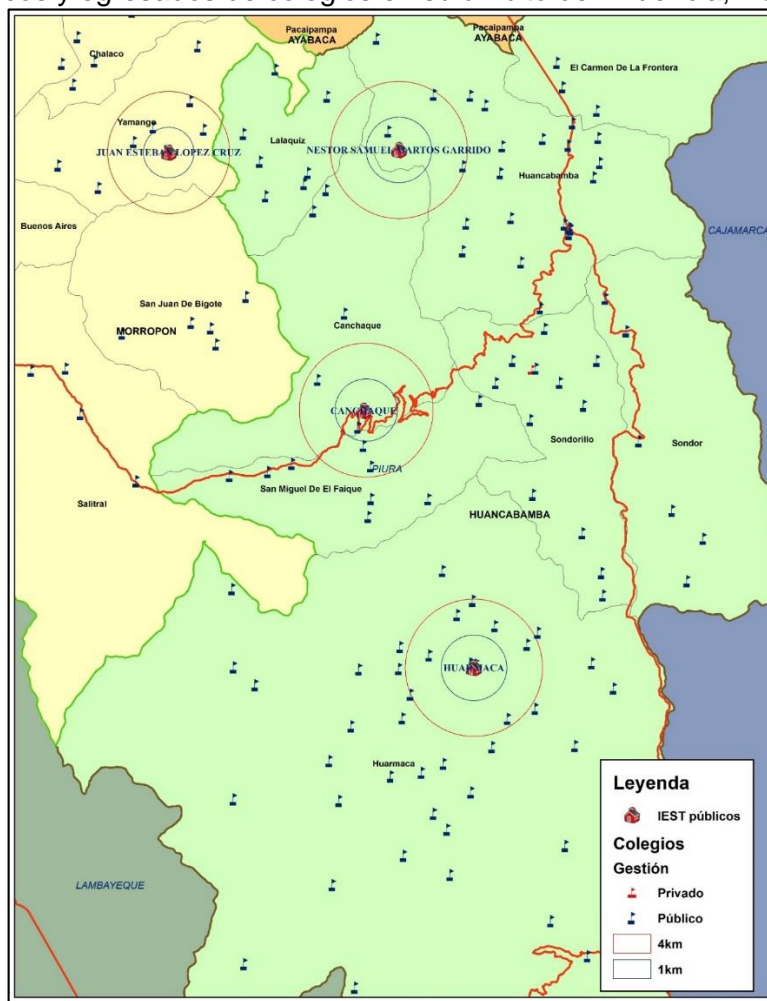 Pacaipampa
AYABACA
Pacaipampa
AYABACA
Chalaco
El Carmen De La Frontera
Yamango
Lalaquiz
JUAN ESTEBAN LOPEZ CRUZ
NESTOR SAMUEL MARTOS GARRIDO
Huancabamba
Buenos Aires
CAJAMARCA
San Juan De Bigote
MORROPON
Canchaque
CANCHAQUE
Sondorillo
Sondor
PIURA
San Miguel De El Faique
Salitral
HUANCABAMBA
HUARMACA
Huarmaca
LAMBAYEQUE
Leyenda
IEST públicos
Colegios
Gestión
Privado
Público
4km
1km